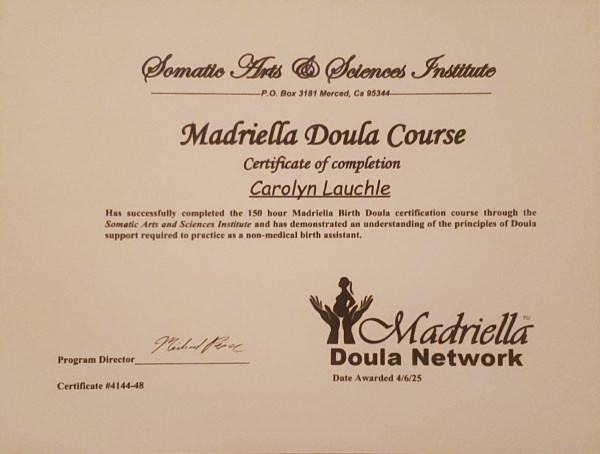 Somatic Arts & Sciences Institute
P.O. Box 3181 Merced, Ca 95344
Madriella Doula Course
Certificate of completion
Carolyn Lauchle
Has successfully completed the 150 hour Madriella Birth Doula certification course through the
Somatic Arts and Sciences Institute and has demonstrated an understanding of the principles of Doula
support required to practice as a non-medical birth assistant.
Madriella™
Doula Network
Program Director
Date Awarded 4/6/25
Certificate #4144-48